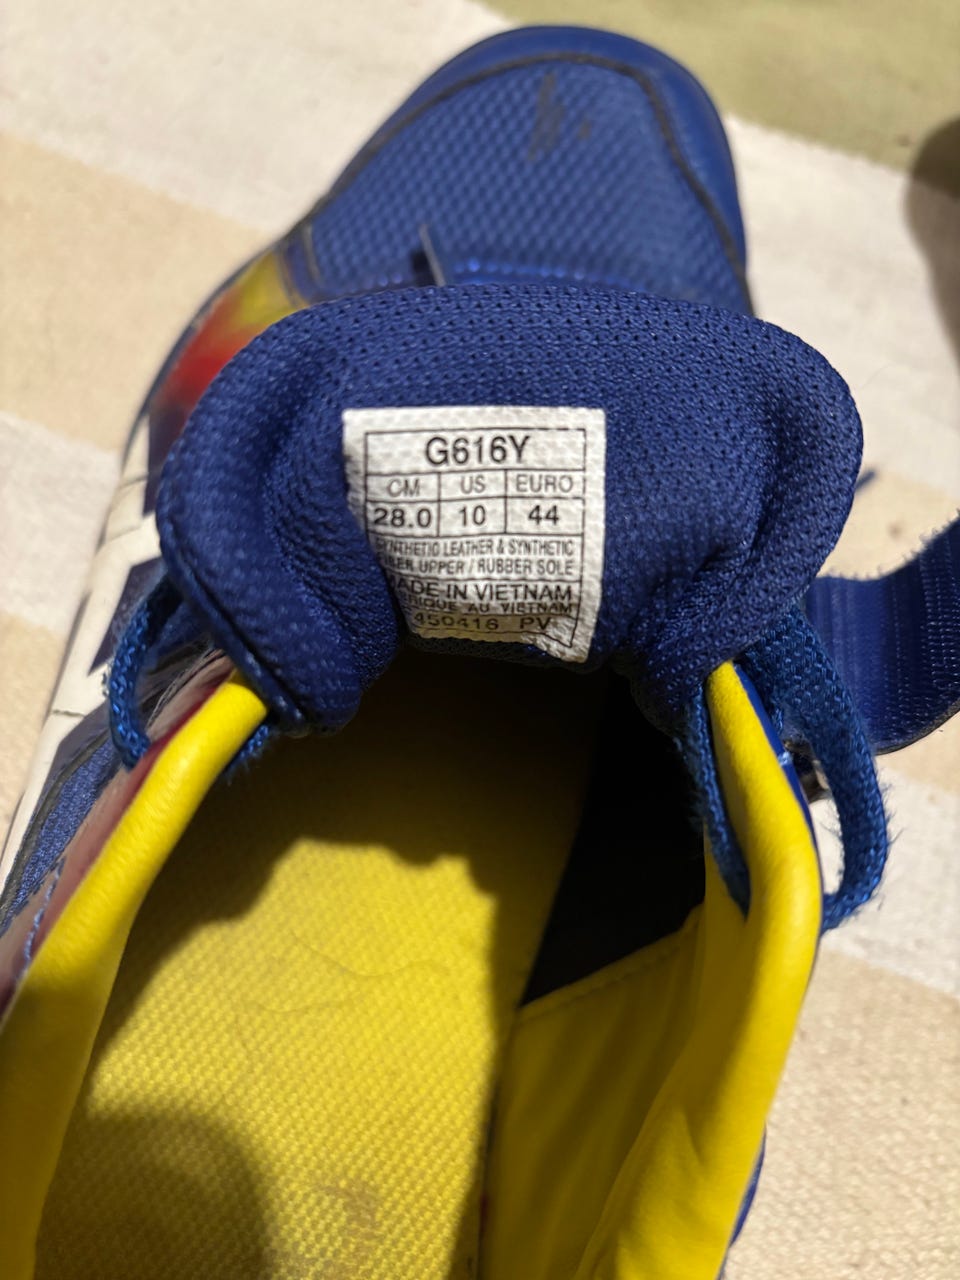 G616Y
CM US EURO
28.0 10 44
SYNTHETIC LEATHER & SYNTHETIC
UPPER / RUBBER SOLE
MADE IN VIETNAM
AU VIETNAM
450416 PV